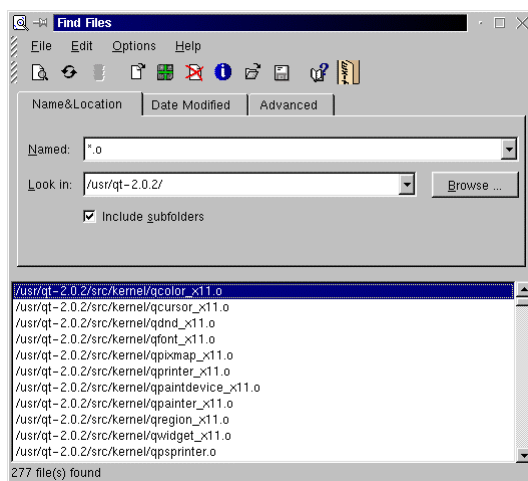 Find Files
File Edit Options Help
Name&Location Date Modified Advanced
Named: *.o
Look in: /usr/qt-2.0.2/ Browse ...
Include subfolders
/usr/qt-2.0.2/src/kernel/qcolor_x11.o
/usr/qt-2.0.2/src/kernel/qcursor_x11.o
/usr/qt-2.0.2/src/kernel/qdnd_x11.o
/usr/qt-2.0.2/src/kernel/qfont_x11.o
/usr/qt-2.0.2/src/kernel/qpixmap_x11.o
/usr/qt-2.0.2/src/kernel/qprinter_x11.o
/usr/qt-2.0.2/src/kernel/qpaintdevice_x11.o
/usr/qt-2.0.2/src/kernel/qpainter_x11.o
/usr/qt-2.0.2/src/kernel/qregion_x11.o
/usr/qt-2.0.2/src/kernel/qwidget_x11.o
/usr/qt-2.0.2/src/kernel/qpsprinter.o
277 file(s) found